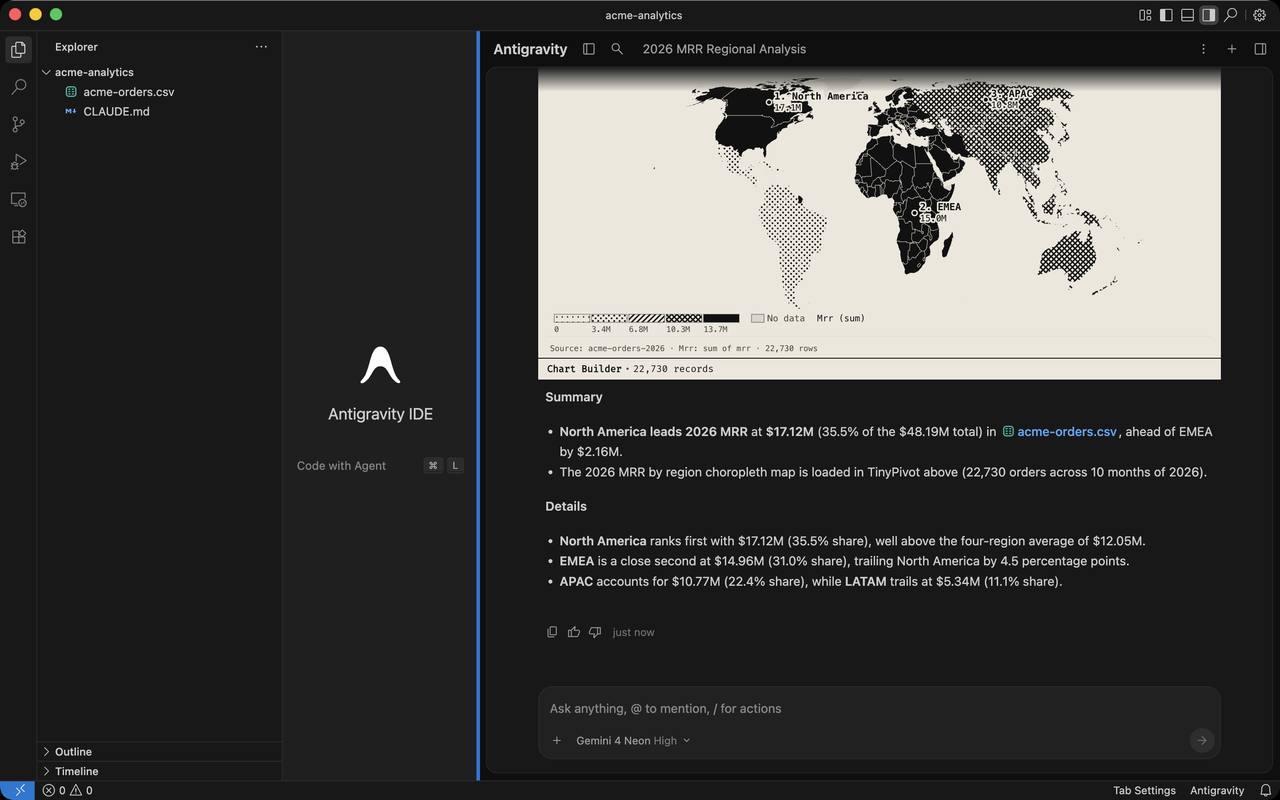 acme-analytics
Explorer
acme-analytics
acme-orders.csv
CLAUDE.md
Outline
Timeline
Antigravity IDE
Code with Agent ⌘ L
Antigravity
2026 MRR Regional Analysis
1. North America
17.1M
3. APAC
10.8M
2. EMEA
15.0M
0 3.4M 6.8M 10.3M 13.7M
No data Mrr (sum)
Source: acme-orders-2026 · Mrr: sum of mrr · 22,730 rows
Chart Builder · 22,730 records
Summary
• North America leads 2026 MRR at $17.12M (35.5% of the $48.19M total) in acme-orders.csv, ahead of EMEA
by $2.16M.
• The 2026 MRR by region choropleth map is loaded in TinyPivot above (22,730 orders across 10 months of 2026).
Details
• North America ranks first with $17.12M (35.5% share), well above the four-region average of $12.05M.
• EMEA is a close second at $14.96M (31.0% share), trailing North America by 4.5 percentage points.
• APAC accounts for $10.77M (22.4% share), while LATAM trails at $5.34M (11.1% share).
just now
Ask anything, @ to mention, / for actions
Gemini 4 Neon High
0 0
Tab Settings Antigravity